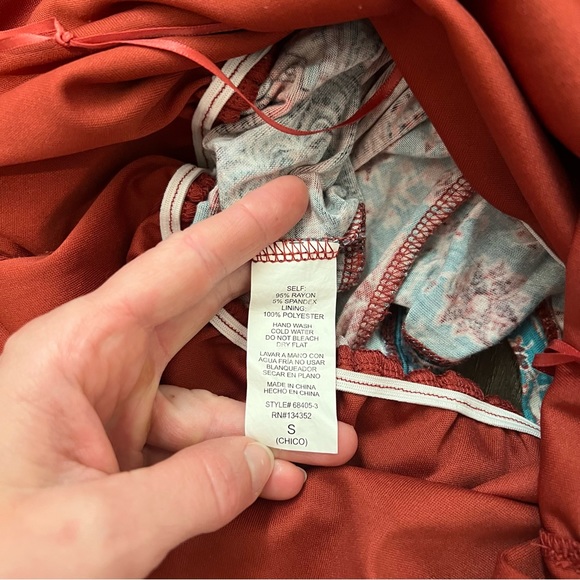 SELF:
95% RAYON
5% SPANDEX
LINING:
100% POLYESTER
HAND WASH
COLD WATER
DO NOT BLEACH
DRY FLAT
LAVAR A MANO CON
AGUA FRIA NO USAR
BLANQUEADOR
SECAR EN PLANO
MADE IN CHINA
HECHO EN CHINA
STYLE# 68405-3
RN#134352
S
(CHICO)